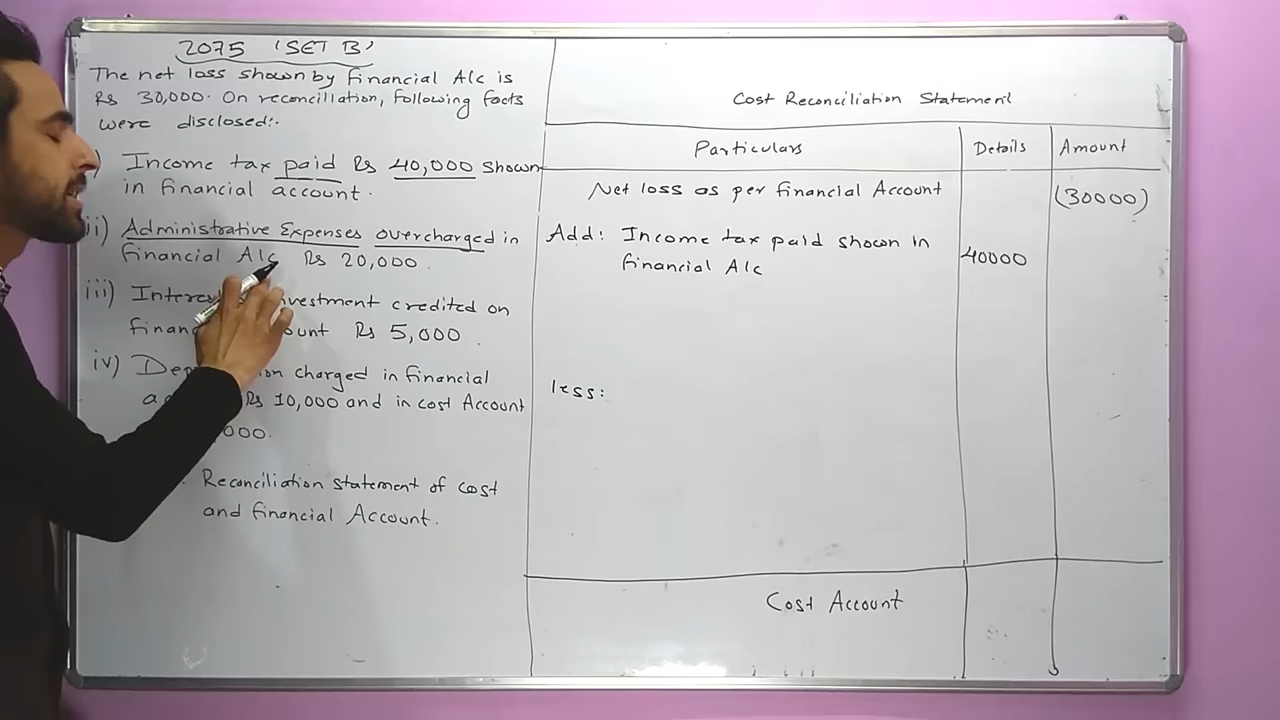 2075 'SET B'
The net loss shown by financial A/c is
Rs 30,000. On reconcillation, following facts
were disclosed:.
) Income tax paid Rs 40,000 shown
in financial account.
ii) Administrative Expenses overcharged in
financial A/c Rs 20,000.
iii) vestment credited on
Rs 5,000.
iv) charged in financial
Rs 10,000 and in cost Account
Reconciliation statement of cost
and financial Account.
Cost Reconciliation Statement
Particulars Details Amount
Net loss as per financial Account (30000)
Add: Income tax paid shown in
financial A/c 40000
less:
Cost Account